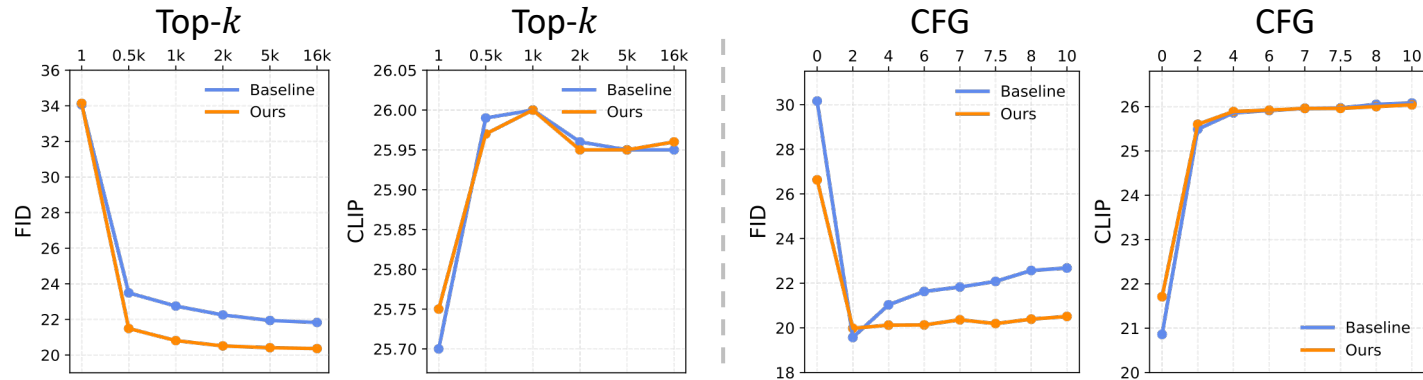 Top-k
1 0.5k 1k 2k 5k 16k
36
34
32
30
28
26
24
22
20
FID
Baseline
Ours
Top-k
1 0.5k 1k 2k 5k 16k
26.05
26.00
25.95
25.90
25.85
25.80
25.75
25.70
CLIP
Baseline
Ours
CFG
0 2 4 6 7 7.5 8 10
30
28
26
24
22
20
18
FID
Baseline
Ours
CFG
0 2 4 6 7 7.5 8 10
26
25
24
23
22
21
20
CLIP
Baseline
Ours